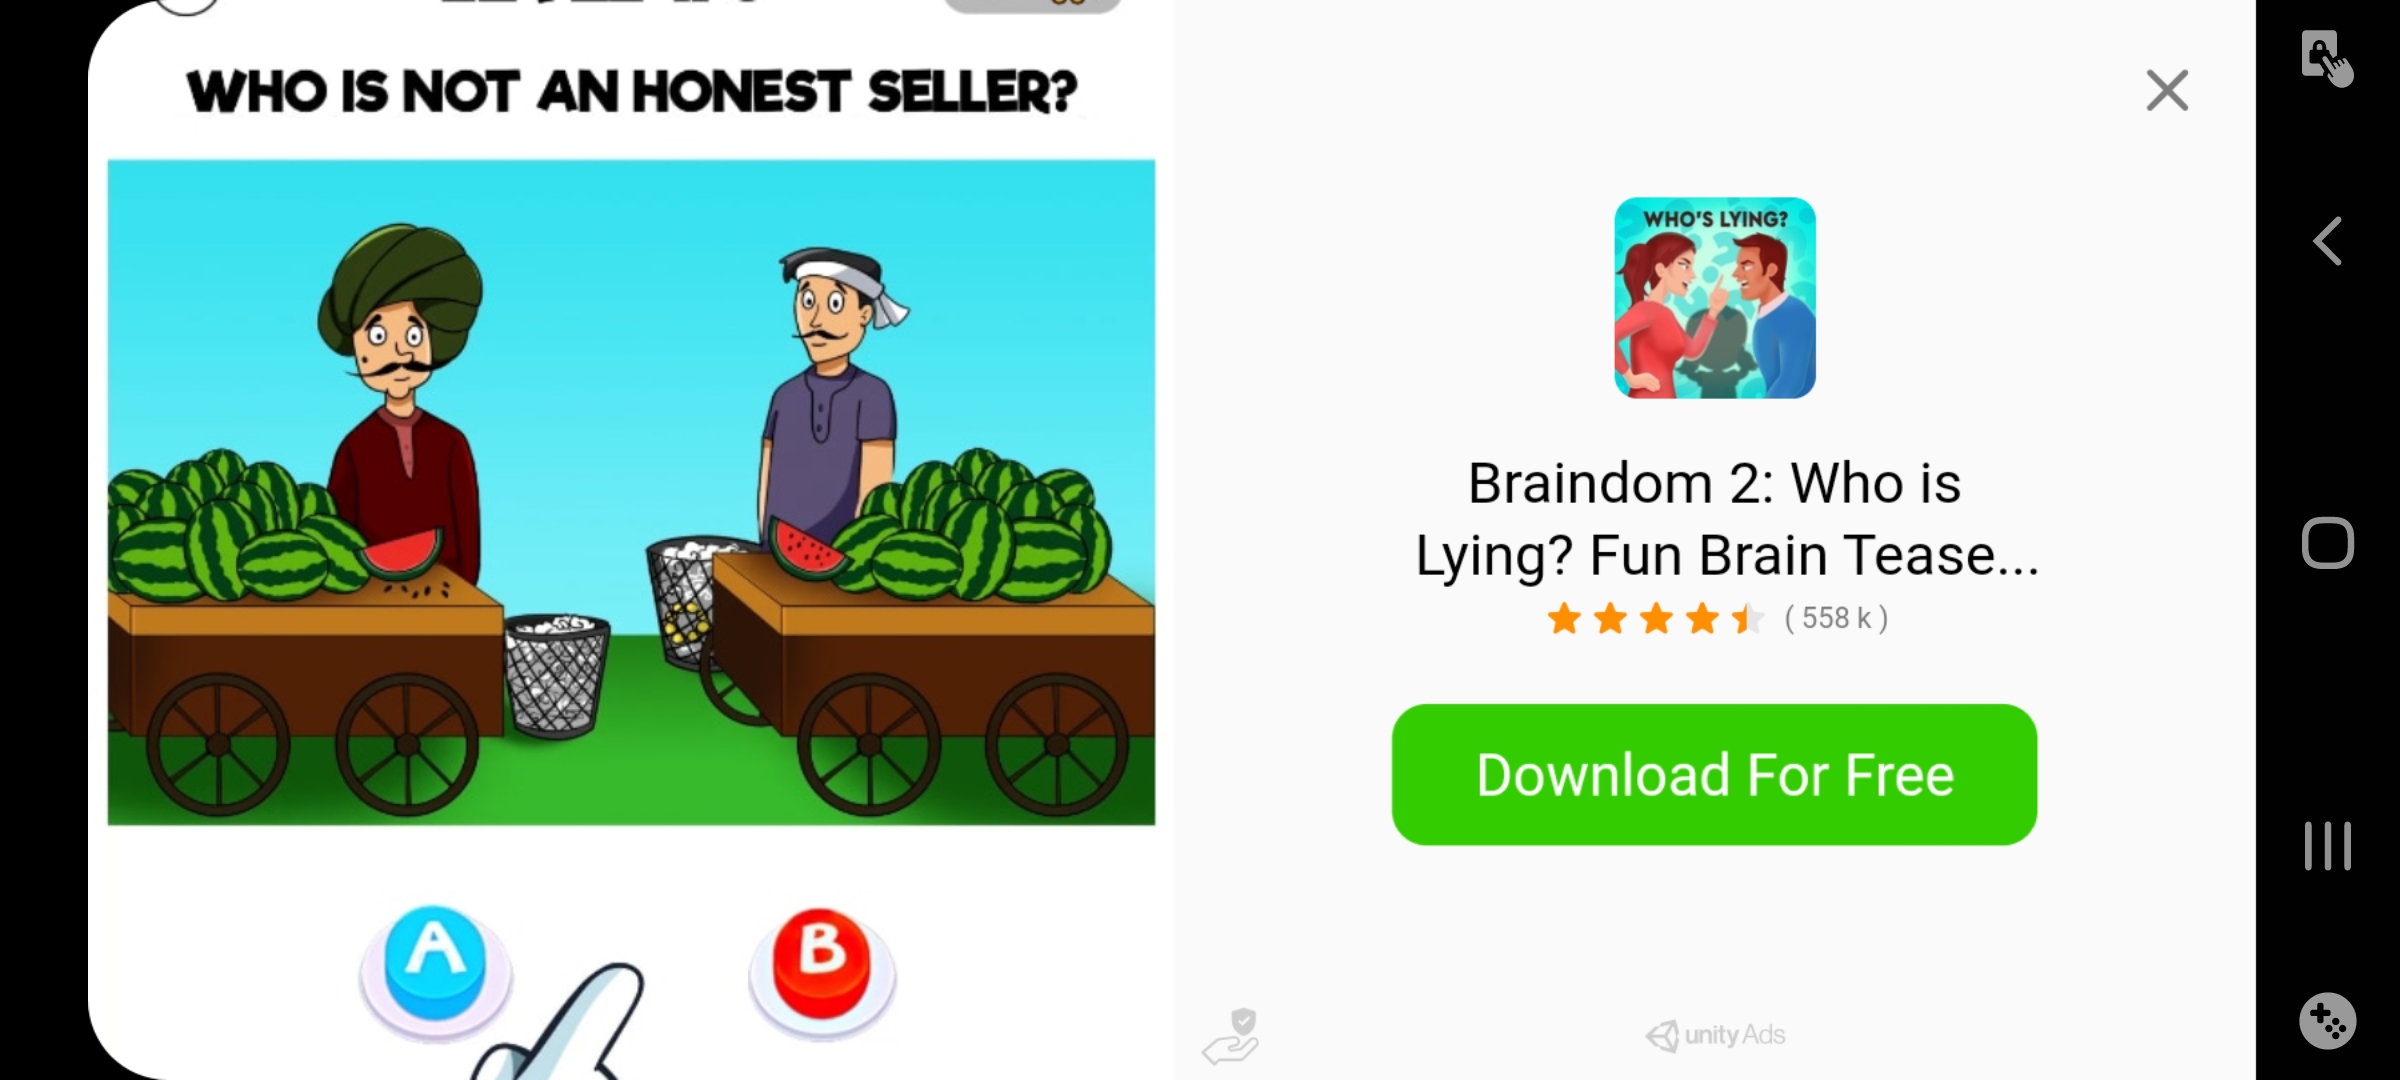 WHO IS NOT AN HONEST SELLER?
A
B
WHO'S LYING?
Braindom 2: Who is
Lying? Fun Brain Tease...
( 558 k )
Download For Free
unity Ads